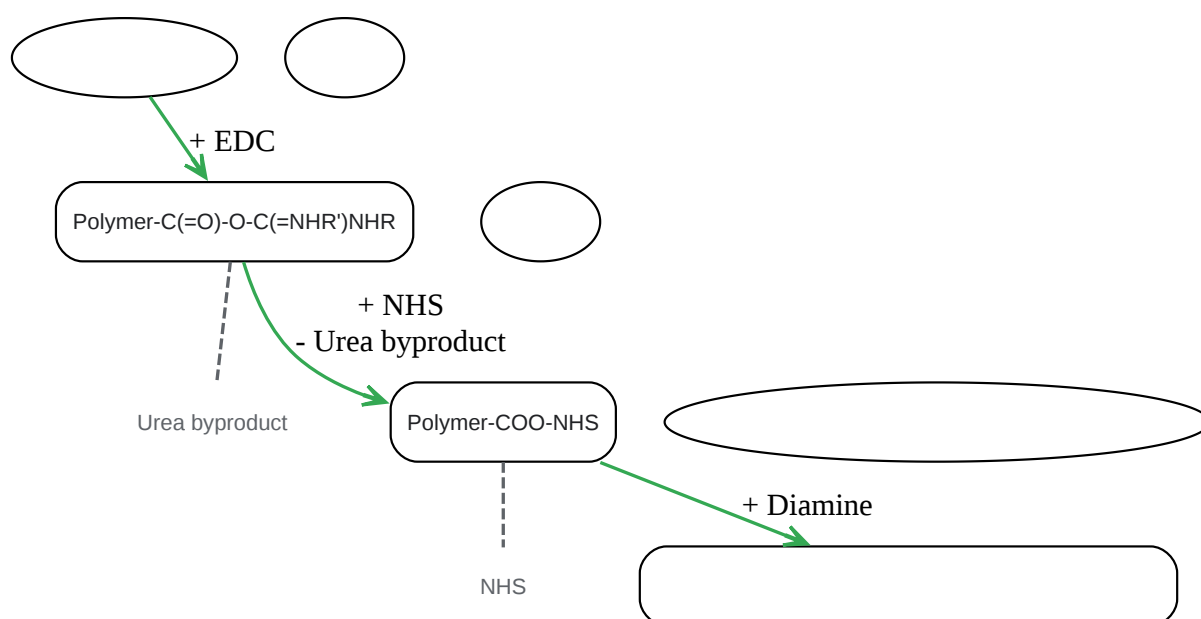 + EDC
Polymer-C(=O)-O-C(=NHR')NHR
+ NHS
- Urea byproduct
Urea byproduct
Polymer-COO-NHS
+ Diamine
NHS